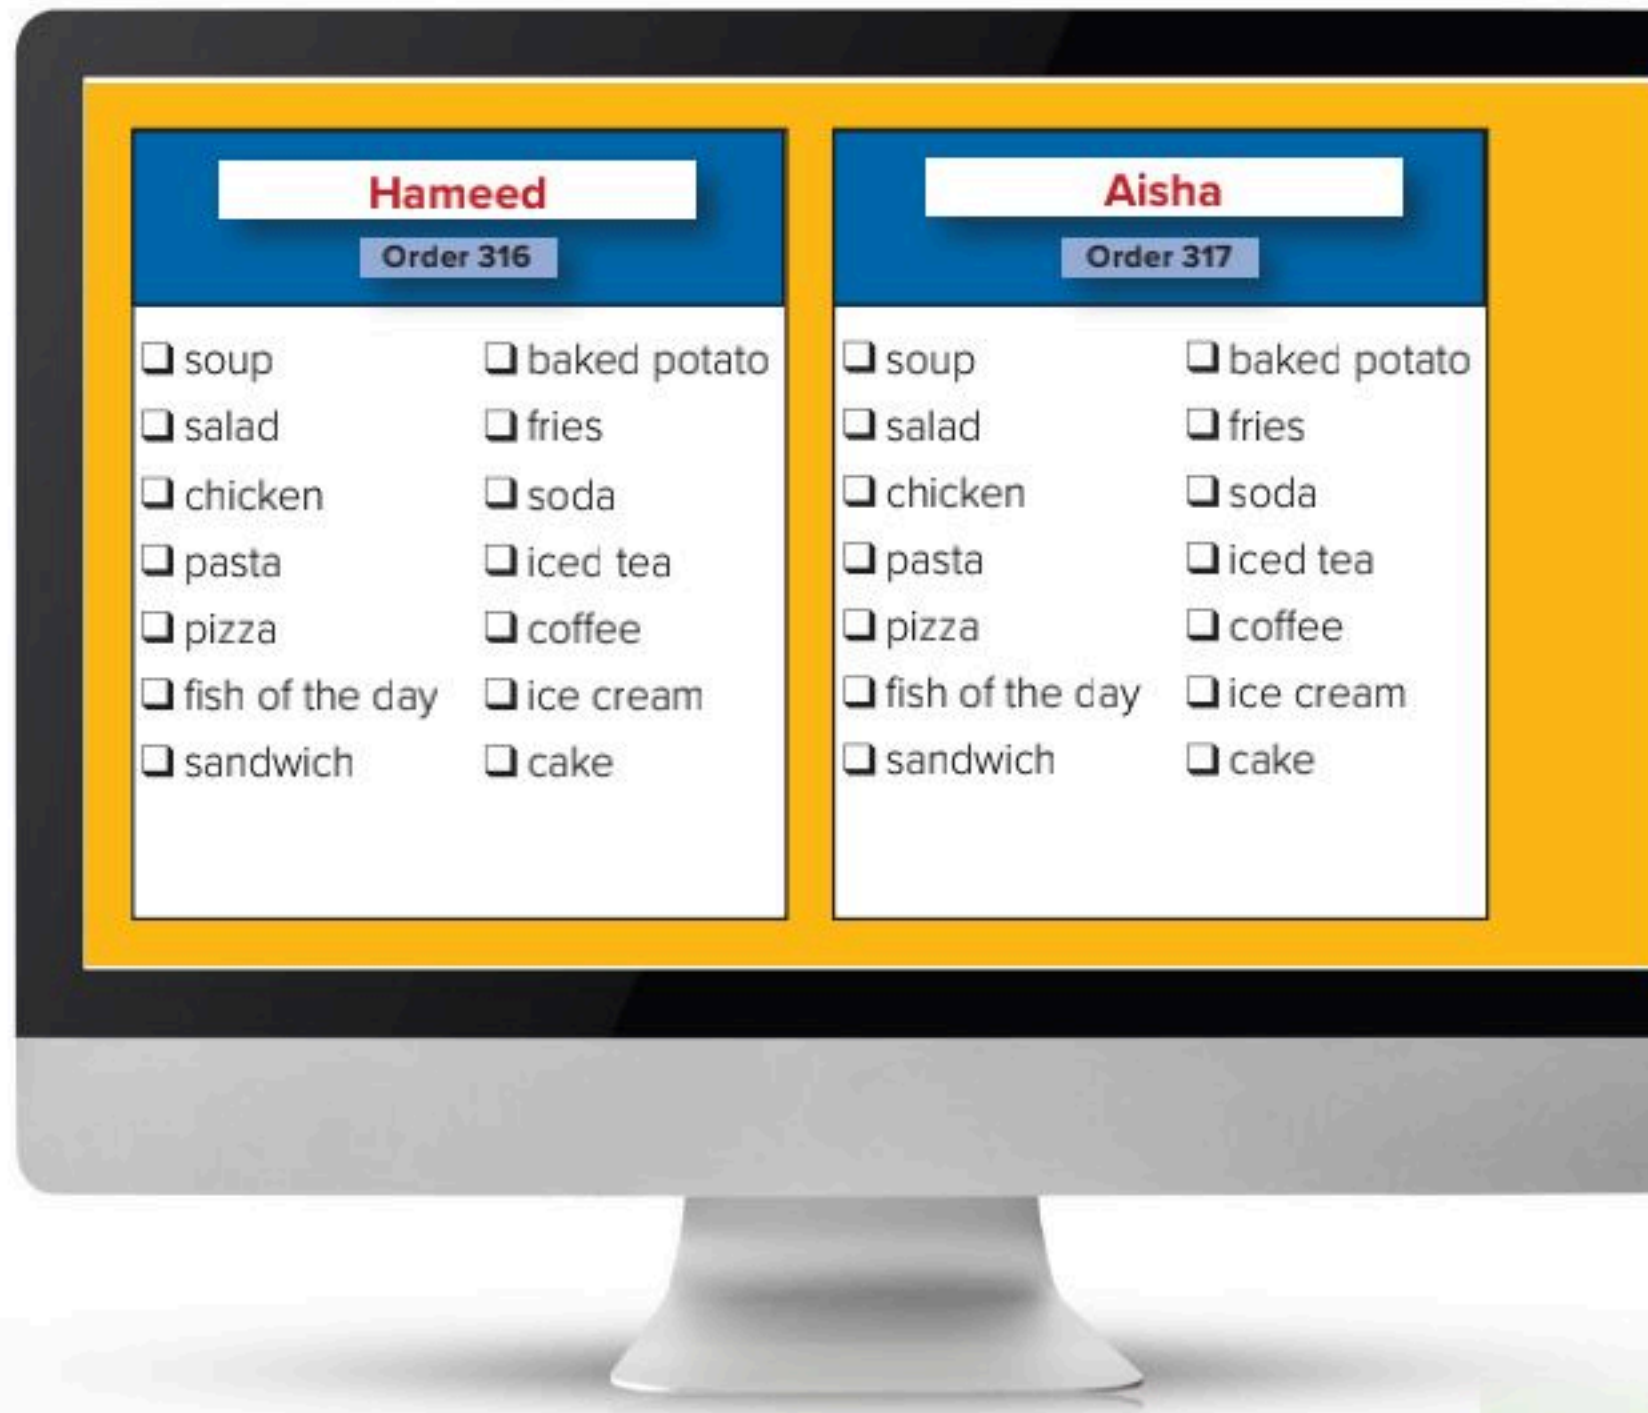 Hameed
Order 316
❑ soup
❑ salad
❑ chicken
❑ pasta
❑ pizza
❑ fish of the day
❑ sandwich
❑ baked potato
❑ fries
❑ soda
❑ iced tea
❑ coffee
❑ ice cream
❑ cake
Aisha
Order 317
❑ soup
❑ salad
❑ chicken
❑ pasta
❑ pizza
❑ fish of the day
❑ sandwich
❑ baked potato
❑ fries
❑ soda
❑ iced tea
❑ coffee
❑ ice cream
❑ cake